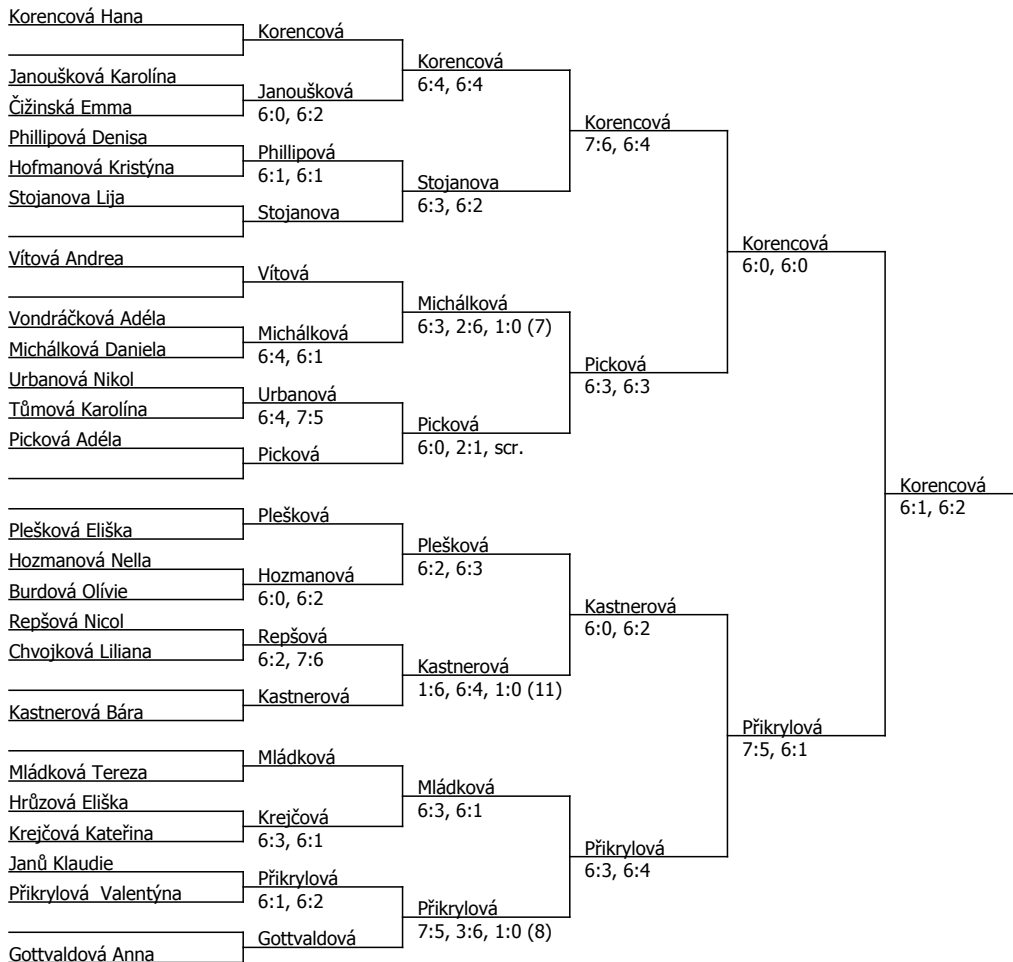 Korencová Hana
Korencová
Korencová
6:4, 6:4
Janoušková Karolína
Janoušková
6:0, 6:2
Čižinská Emma
Korencová
7:6, 6:4
Phillipová Denisa
Phillipová
6:1, 6:1
Hofmanová Kristýna
Stojanova
6:3, 6:2
Stojanova Lija
Stojanova
Korencová
6:0, 6:0
Vítová Andrea
Vítová
Michálková
6:3, 2:6, 1:0 (7)
Vondráčková Adéla
Michálková
6:4, 6:1
Michálková Daniela
Picková
6:3, 6:3
Urbanová Nikol
Urbanová
6:4, 7:5
Tůmová Karolína
Picková
6:0, 2:1, scr.
Picková Adéla
Picková
Korencová
6:1, 6:2
Plešková
Plešková Eliška
Plešková
6:2, 6:3
Hozmanová Nella
Hozmanová
6:0, 6:2
Burdová Olívie
Kastnerová
6:0, 6:2
Repšová Nicol
Repšová
6:2, 7:6
Chvojková Liliana
Kastnerová
1:6, 6:4, 1:0 (11)
Kastnerová
Kastnerová Bára
Přikrylová
7:5, 6:1
Mládková
Mládková Tereza
Mládková
6:3, 6:1
Hrůzová Eliška
Krejčová
6:3, 6:1
Krejčová Kateřina
Přikrylová
6:3, 6:4
Janů Klaudie
Přikrylová
6:1, 6:2
Přikrylová  Valentýna
Přikrylová
7:5, 3:6, 1:0 (8)
Gottvaldová
Gottvaldová Anna